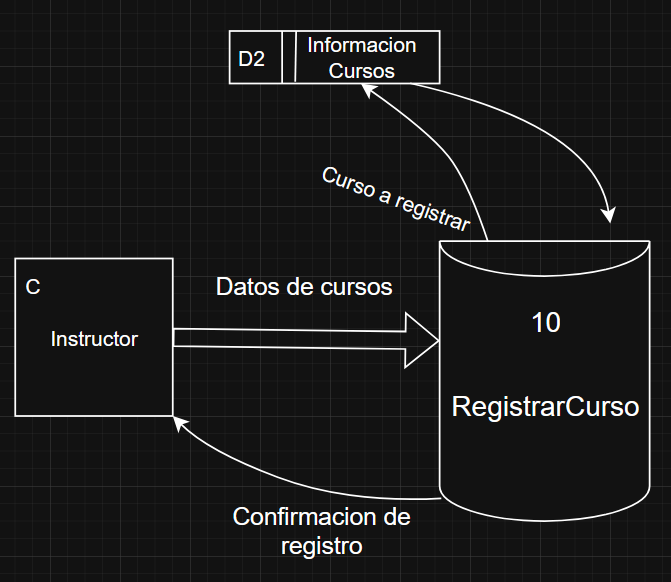 D2
Informacion
Cursos
Curso a registrar
C
Instructor
Datos de cursos
10
RegistrarCurso
Confirmacion de
registro